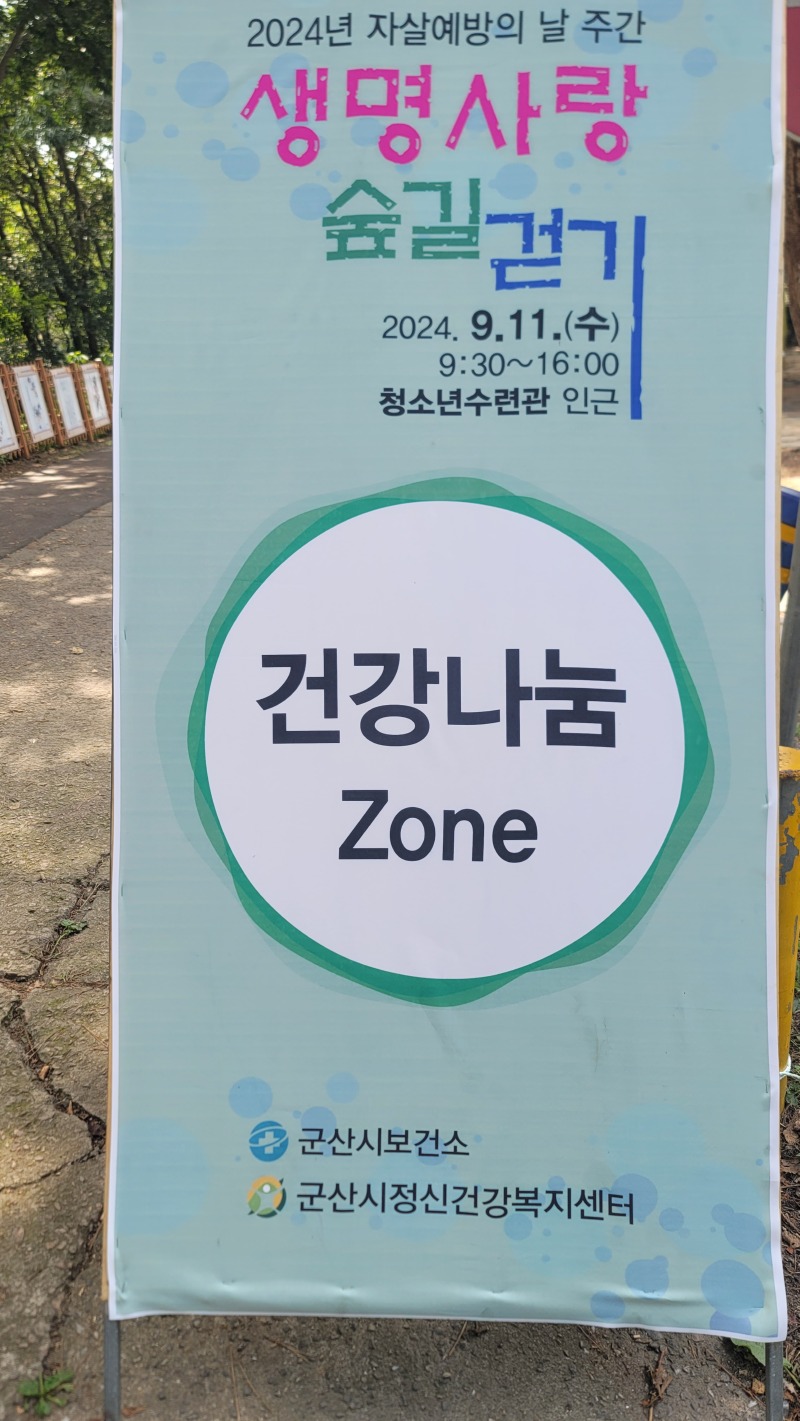 2024년 자살예방의 날 주간
생명사랑
숲길걷기
2024. 9.11.(수)
9:30～16:00
청소년수련관 인근
건강나눔
Zone
군산시보건소
군산시정신건강복지센터